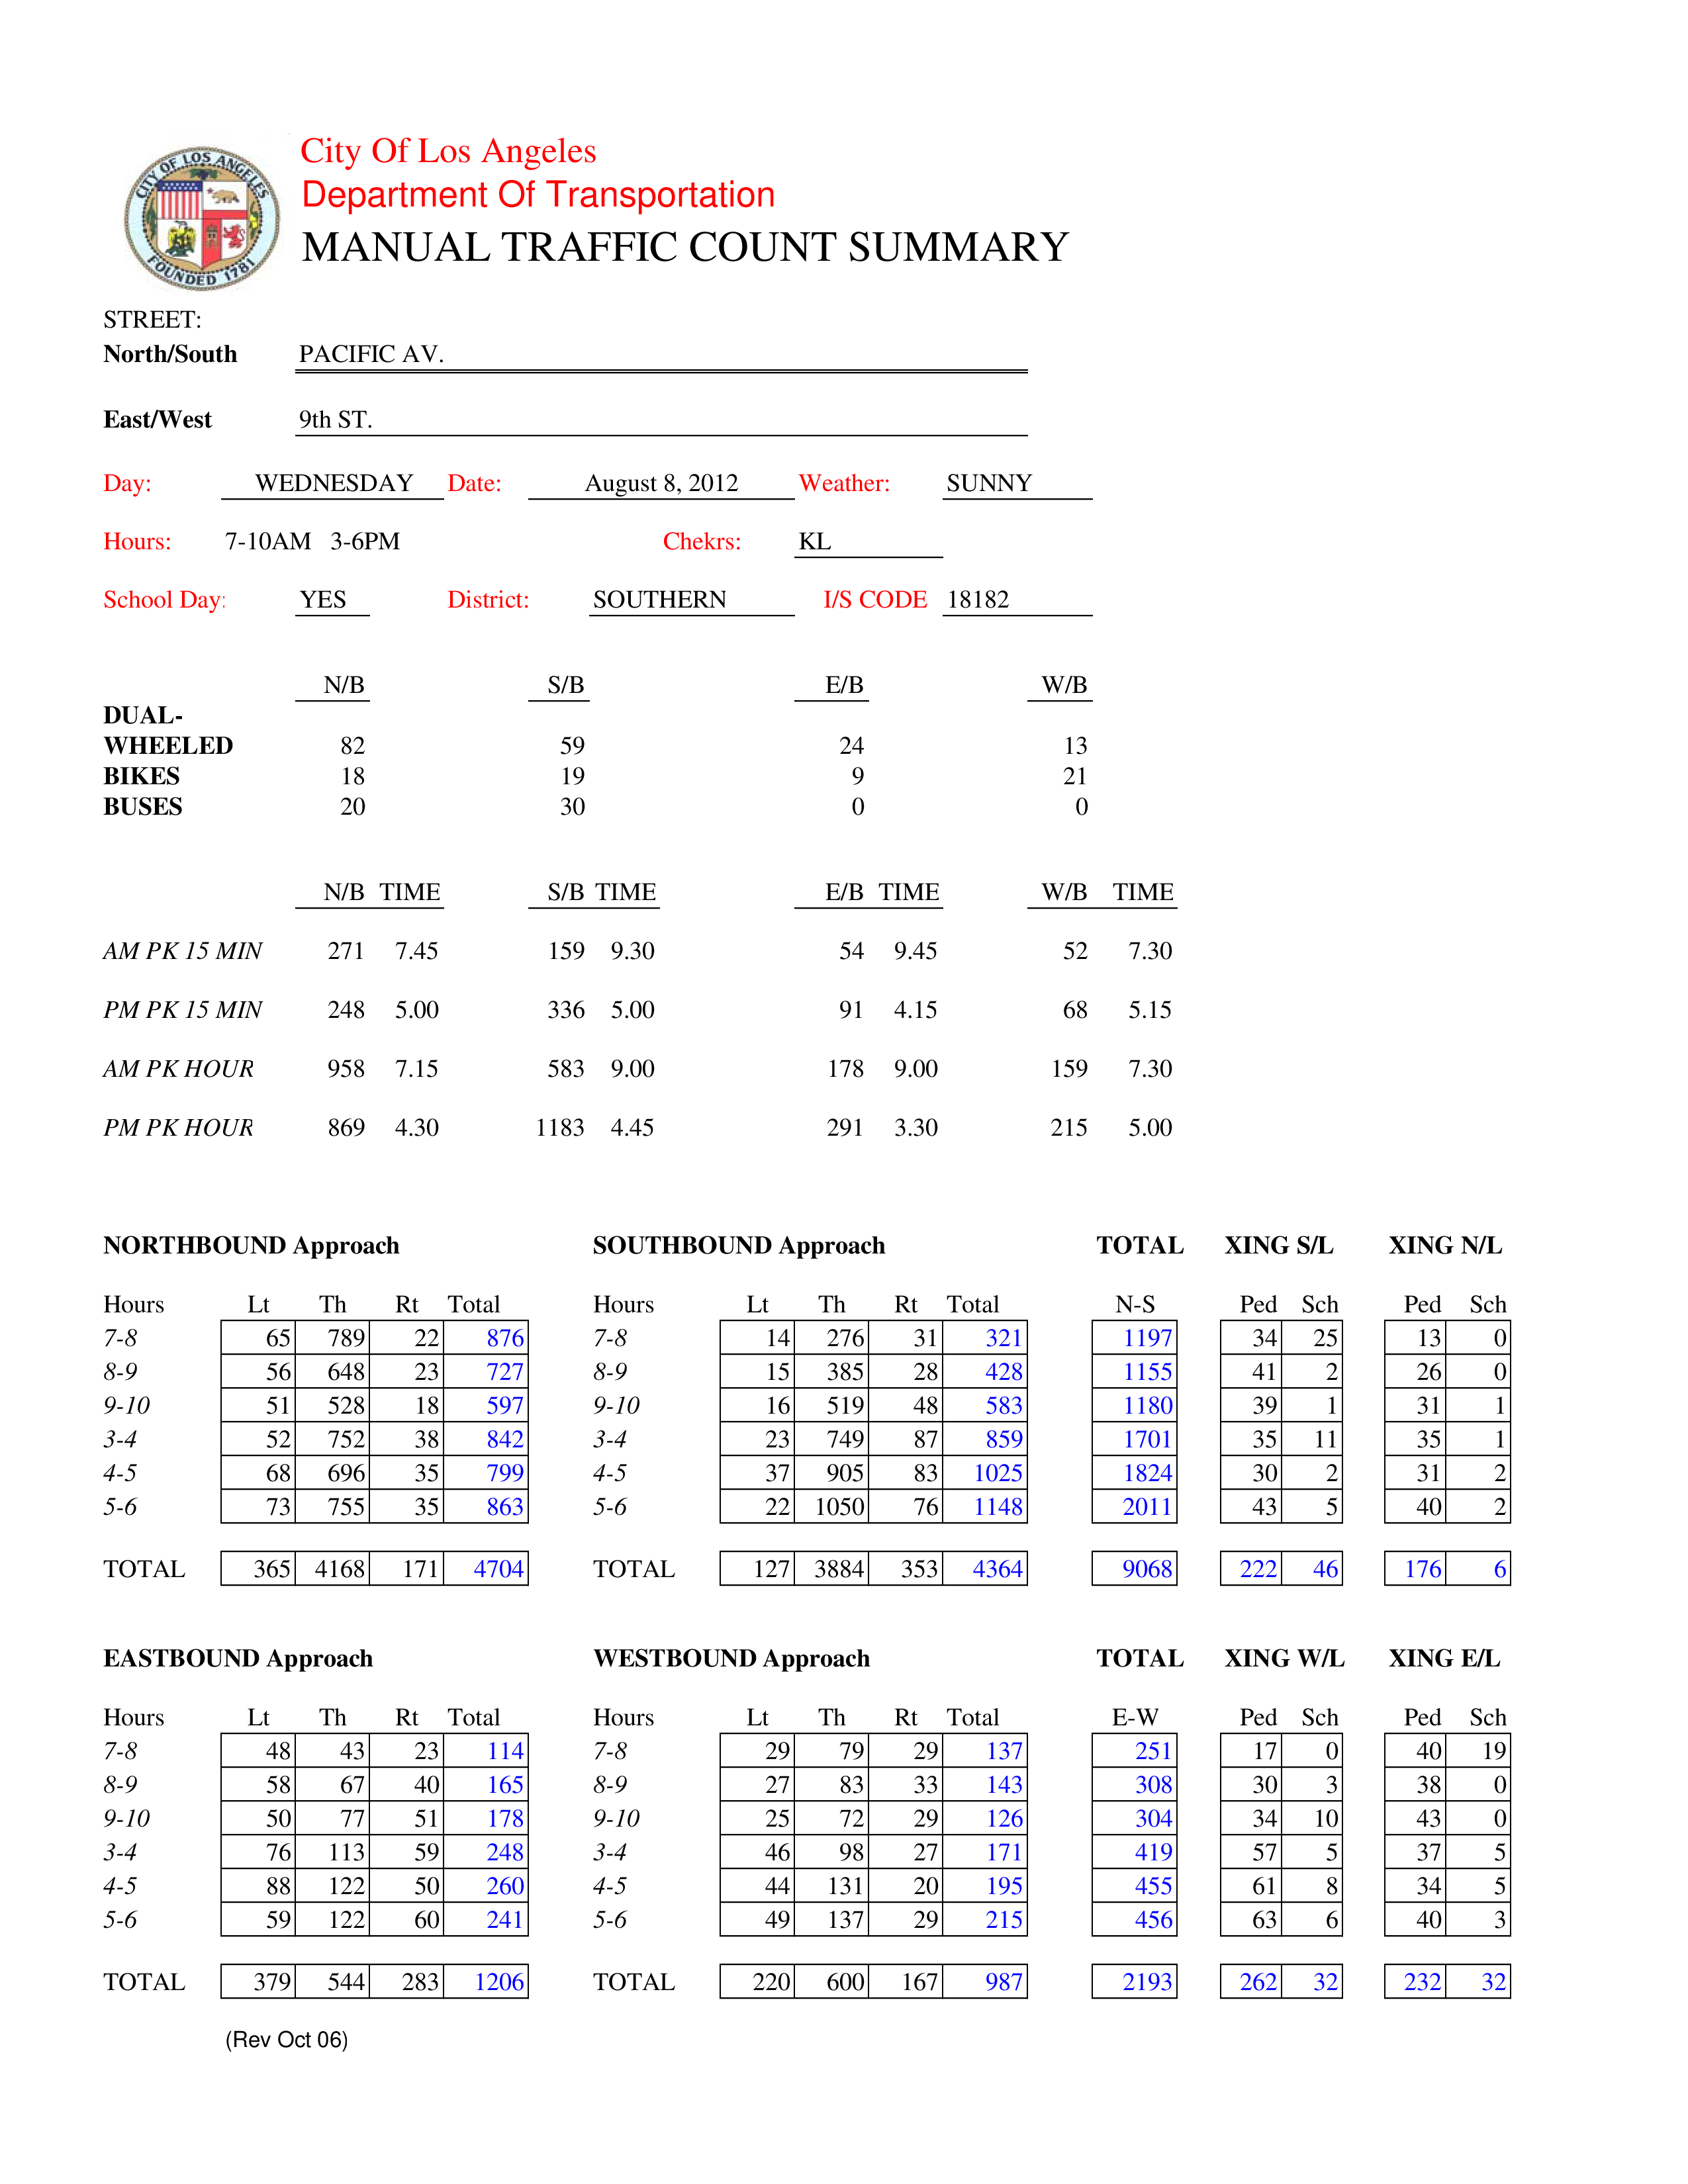 CITY OF LOS ANGELES
FOUNDED 1781
City Of Los Angeles
Department Of Transportation
MANUAL TRAFFIC COUNT SUMMARY
STREET:
North/South PACIFIC AV.
East/West 9th ST.
Day: WEDNESDAY Date: August 8, 2012 Weather: SUNNY
Hours: 7-10AM 3-6PM Chekrs: KL
School Day: YES District: SOUTHERN I/S CODE 18182
N/B S/B E/B W/B
DUAL-
WHEELED 82 59 24 13
BIKES 18 19 9 21
BUSES 20 30 0 0
N/B TIME S/B TIME E/B TIME W/B TIME
AM PK 15 MIN 271 7.45 159 9.30 54 9.45 52 7.30
PM PK 15 MIN 248 5.00 336 5.00 91 4.15 68 5.15
AM PK HOUR 958 7.15 583 9.00 178 9.00 159 7.30
PM PK HOUR 869 4.30 1183 4.45 291 3.30 215 5.00
NORTHBOUND Approach SOUTHBOUND Approach TOTAL XING S/L XING N/L
Hours Lt Th Rt Total Hours Lt Th Rt Total N-S Ped Sch Ped Sch
7-8 65 789 22 876 7-8 14 276 31 321 1197 34 25 13 0
8-9 56 648 23 727 8-9 15 385 28 428 1155 41 2 26 0
9-10 51 528 18 597 9-10 16 519 48 583 1180 39 1 31 1
3-4 52 752 38 842 3-4 23 749 87 859 1701 35 11 35 1
4-5 68 696 35 799 4-5 37 905 83 1025 1824 30 2 31 2
5-6 73 755 35 863 5-6 22 1050 76 1148 2011 43 5 40 2
TOTAL 365 4168 171 4704 TOTAL 127 3884 353 4364 9068 222 46 176 6
EASTBOUND Approach WESTBOUND Approach TOTAL XING W/L XING E/L
Hours Lt Th Rt Total Hours Lt Th Rt Total E-W Ped Sch Ped Sch
7-8 48 43 23 114 7-8 29 79 29 137 251 17 0 40 19
8-9 58 67 40 165 8-9 27 83 33 143 308 30 3 38 0
9-10 50 77 51 178 9-10 25 72 29 126 304 34 10 43 0
3-4 76 113 59 248 3-4 46 98 27 171 419 57 5 37 5
4-5 88 122 50 260 4-5 44 131 20 195 455 61 8 34 5
5-6 59 122 60 241 5-6 49 137 29 215 456 63 6 40 3
TOTAL 379 544 283 1206 TOTAL 220 600 167 987 2193 262 32 232 32
(Rev Oct 06)